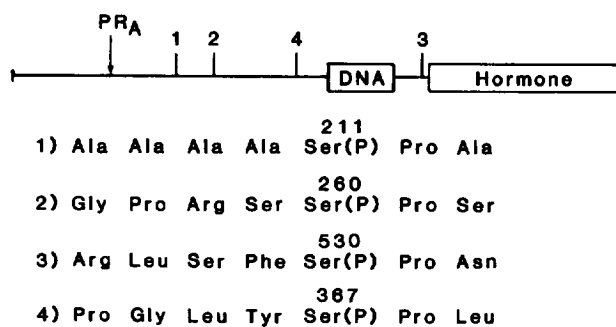 PRA
1 2 4 3
DNA Hormone
211
1) Ala Ala Ala Ala Ser(P) Pro Ala
260
2) Gly Pro Arg Ser Ser(P) Pro Ser
530
3) Arg Leu Ser Phe Ser(P) Pro Asn
367
4) Pro Gly Leu Tyr Ser(P) Pro Leu